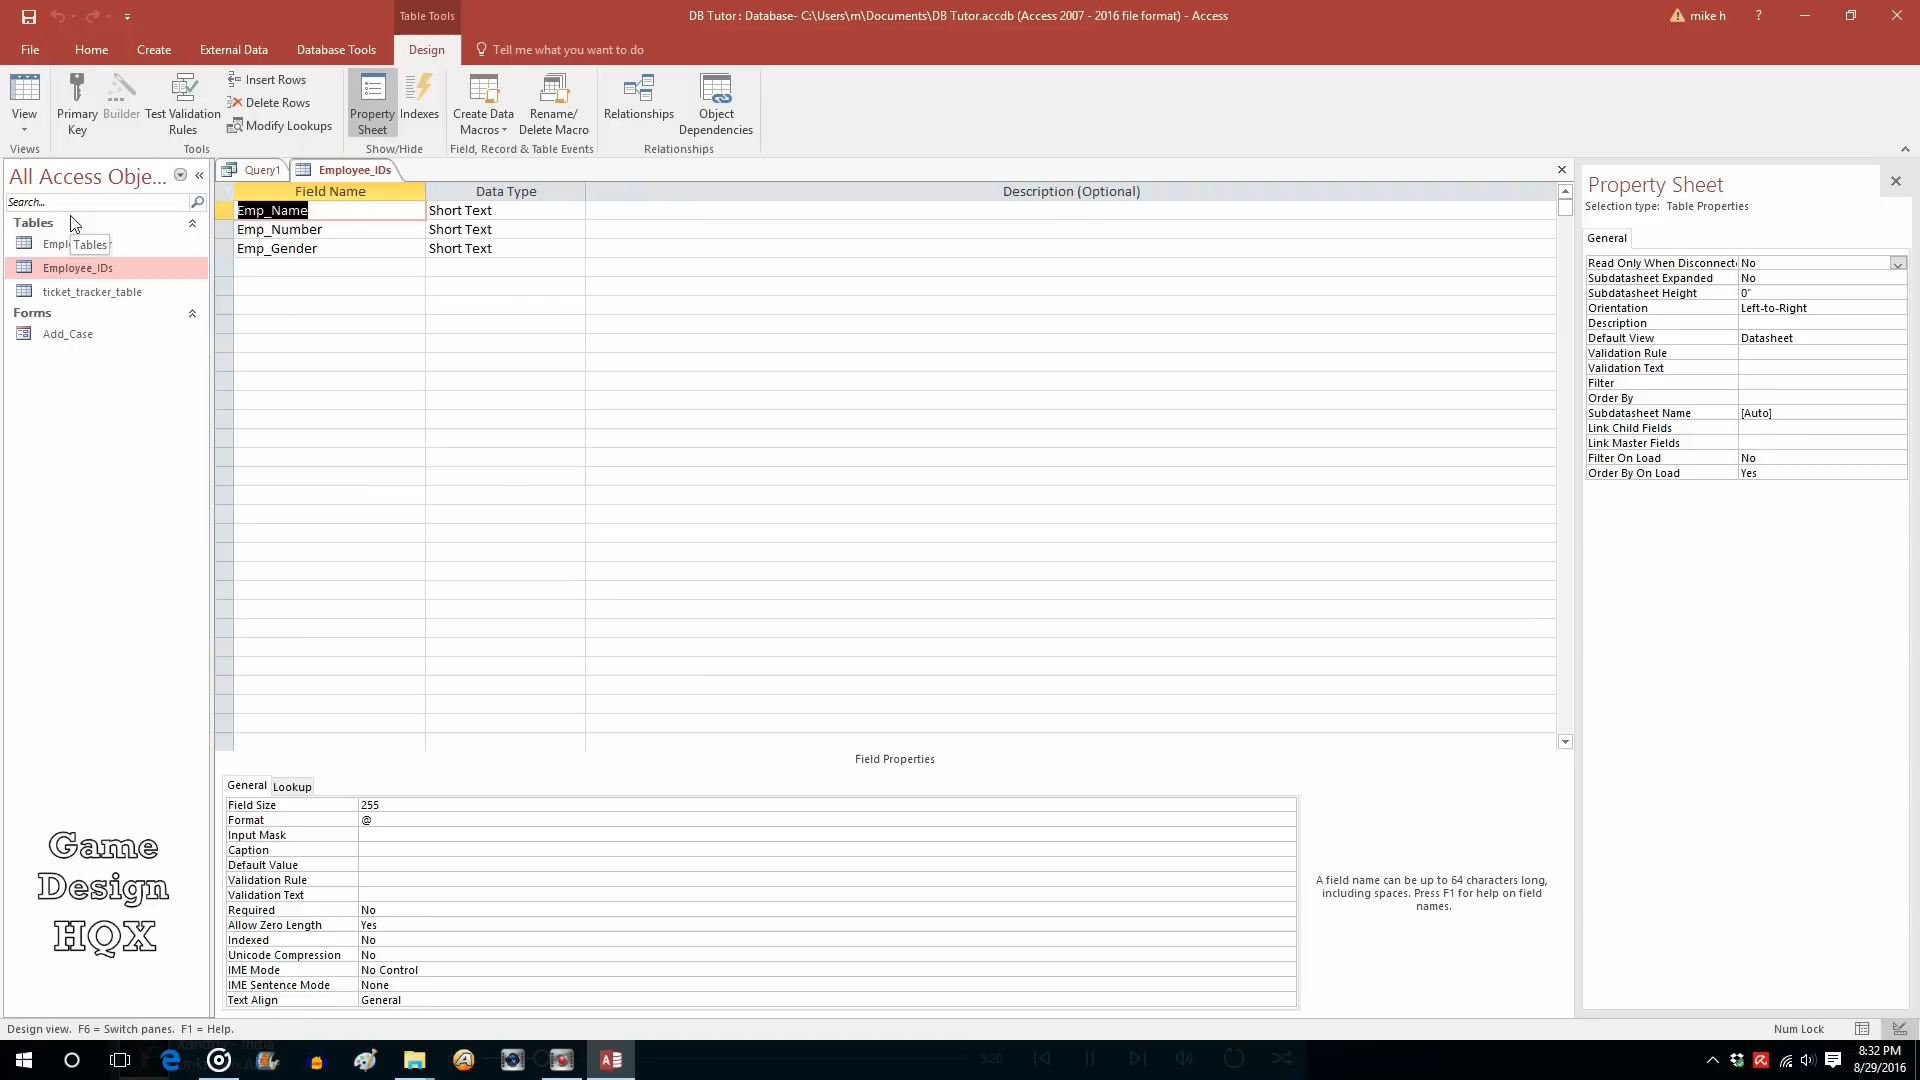 Table Tools
DB Tutor : Database- C:\Users\m\Documents\DB Tutor.accdb (Access 2007 - 2016 file format) - Access
mike h
?
File
Home
Create
External Data
Database Tools
Design
Tell me what you want to do
View
Primary Key
Builder
Test Validation Rules
Insert Rows
Delete Rows
Modify Lookups
Property Sheet
Indexes
Create Data Macros
Rename/ Delete Macro
Relationships
Object Dependencies
Views
Tools
Show/Hide
Field, Record & Table Events
Relationships
All Access Obje...
Search...
Tables
Empl
Tables
Employee_IDs
ticket_tracker_table
Forms
Add_Case
Query1
Employee_IDs
Field Name
Data Type
Description (Optional)
Emp_Name
Short Text
Emp_Number
Short Text
Emp_Gender
Short Text
Field Properties
General
Lookup
Field Size
255
Format
@
Input Mask
Caption
Default Value
Validation Rule
Validation Text
Required
No
Allow Zero Length
Yes
Indexed
No
Unicode Compression
No
IME Mode
No Control
IME Sentence Mode
None
Text Align
General
A field name can be up to 64 characters long,
including spaces. Press F1 for help on field
names.
Property Sheet
Selection type: Table Properties
General
Read Only When Disconnect
No
Subdatasheet Expanded
No
Subdatasheet Height
0"
Orientation
Left-to-Right
Description
Default View
Datasheet
Validation Rule
Validation Text
Filter
Order By
Subdatasheet Name
[Auto]
Link Child Fields
Link Master Fields
Filter On Load
No
Order By On Load
Yes
Game
Design
HQX
Design view. F6 = Switch panes. F1 = Help.
Num Lock
5:20
8:32 PM
8/29/2016